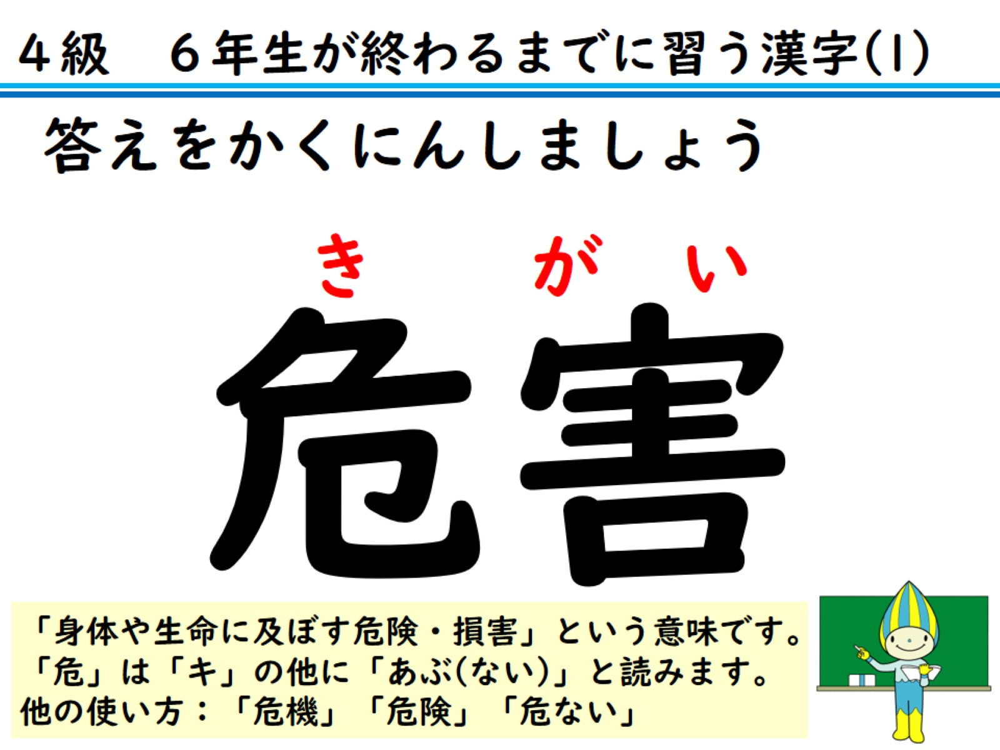 ４級　６年生が終わるまでに習う漢字(1)
答えをかくにんしましょう
き　が　い
危害
「身体や生命に及ぼす危険・損害」という意味です。
「危」は「キ」の他に「あぶ(ない)」と読みます。
他の使い方：「危機」「危険」「危ない」